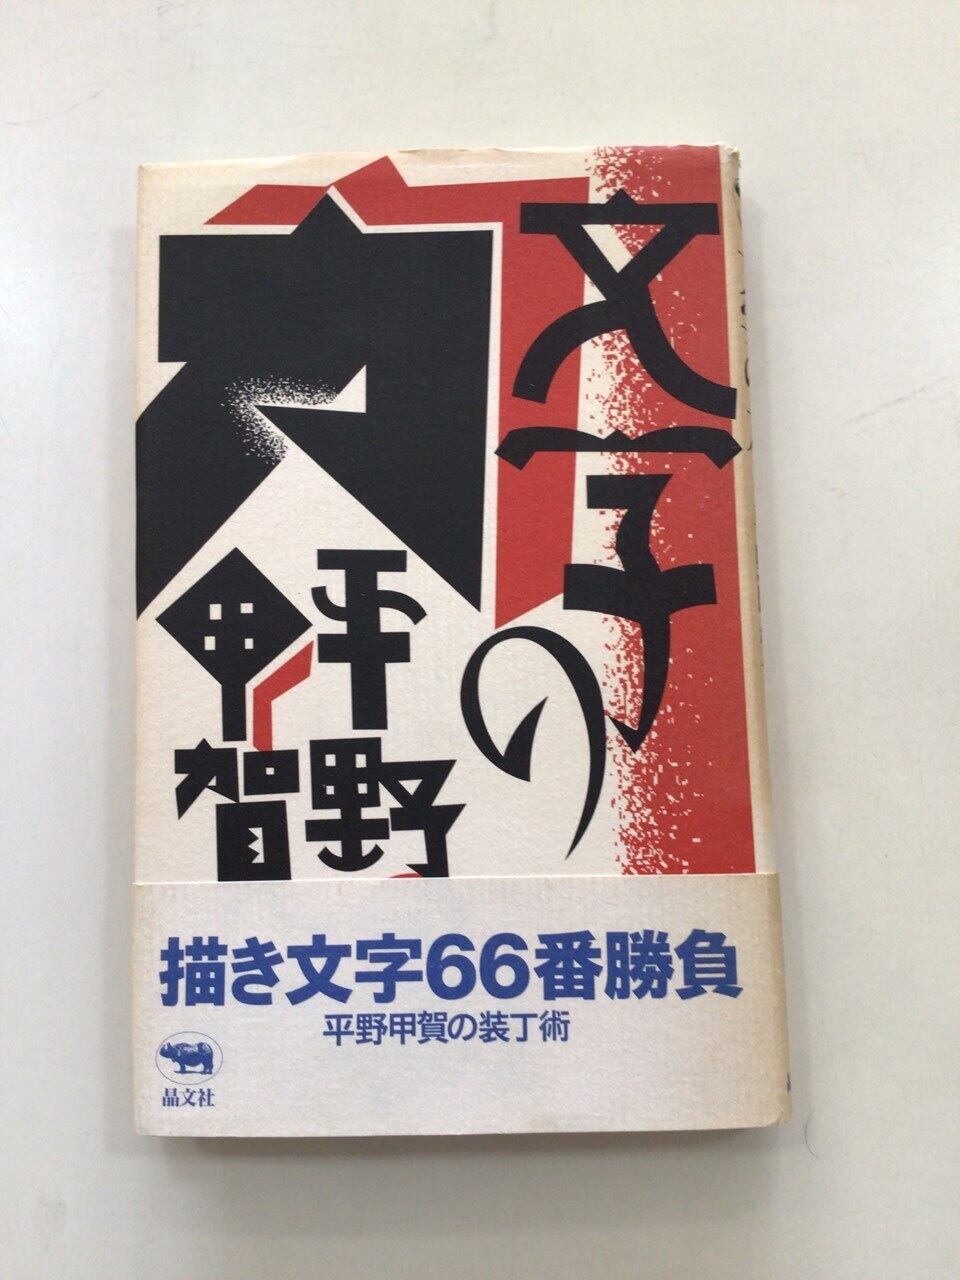 文字の
力
平野
甲賀
描き文字66番勝負
平野甲賀の装丁術
晶文社